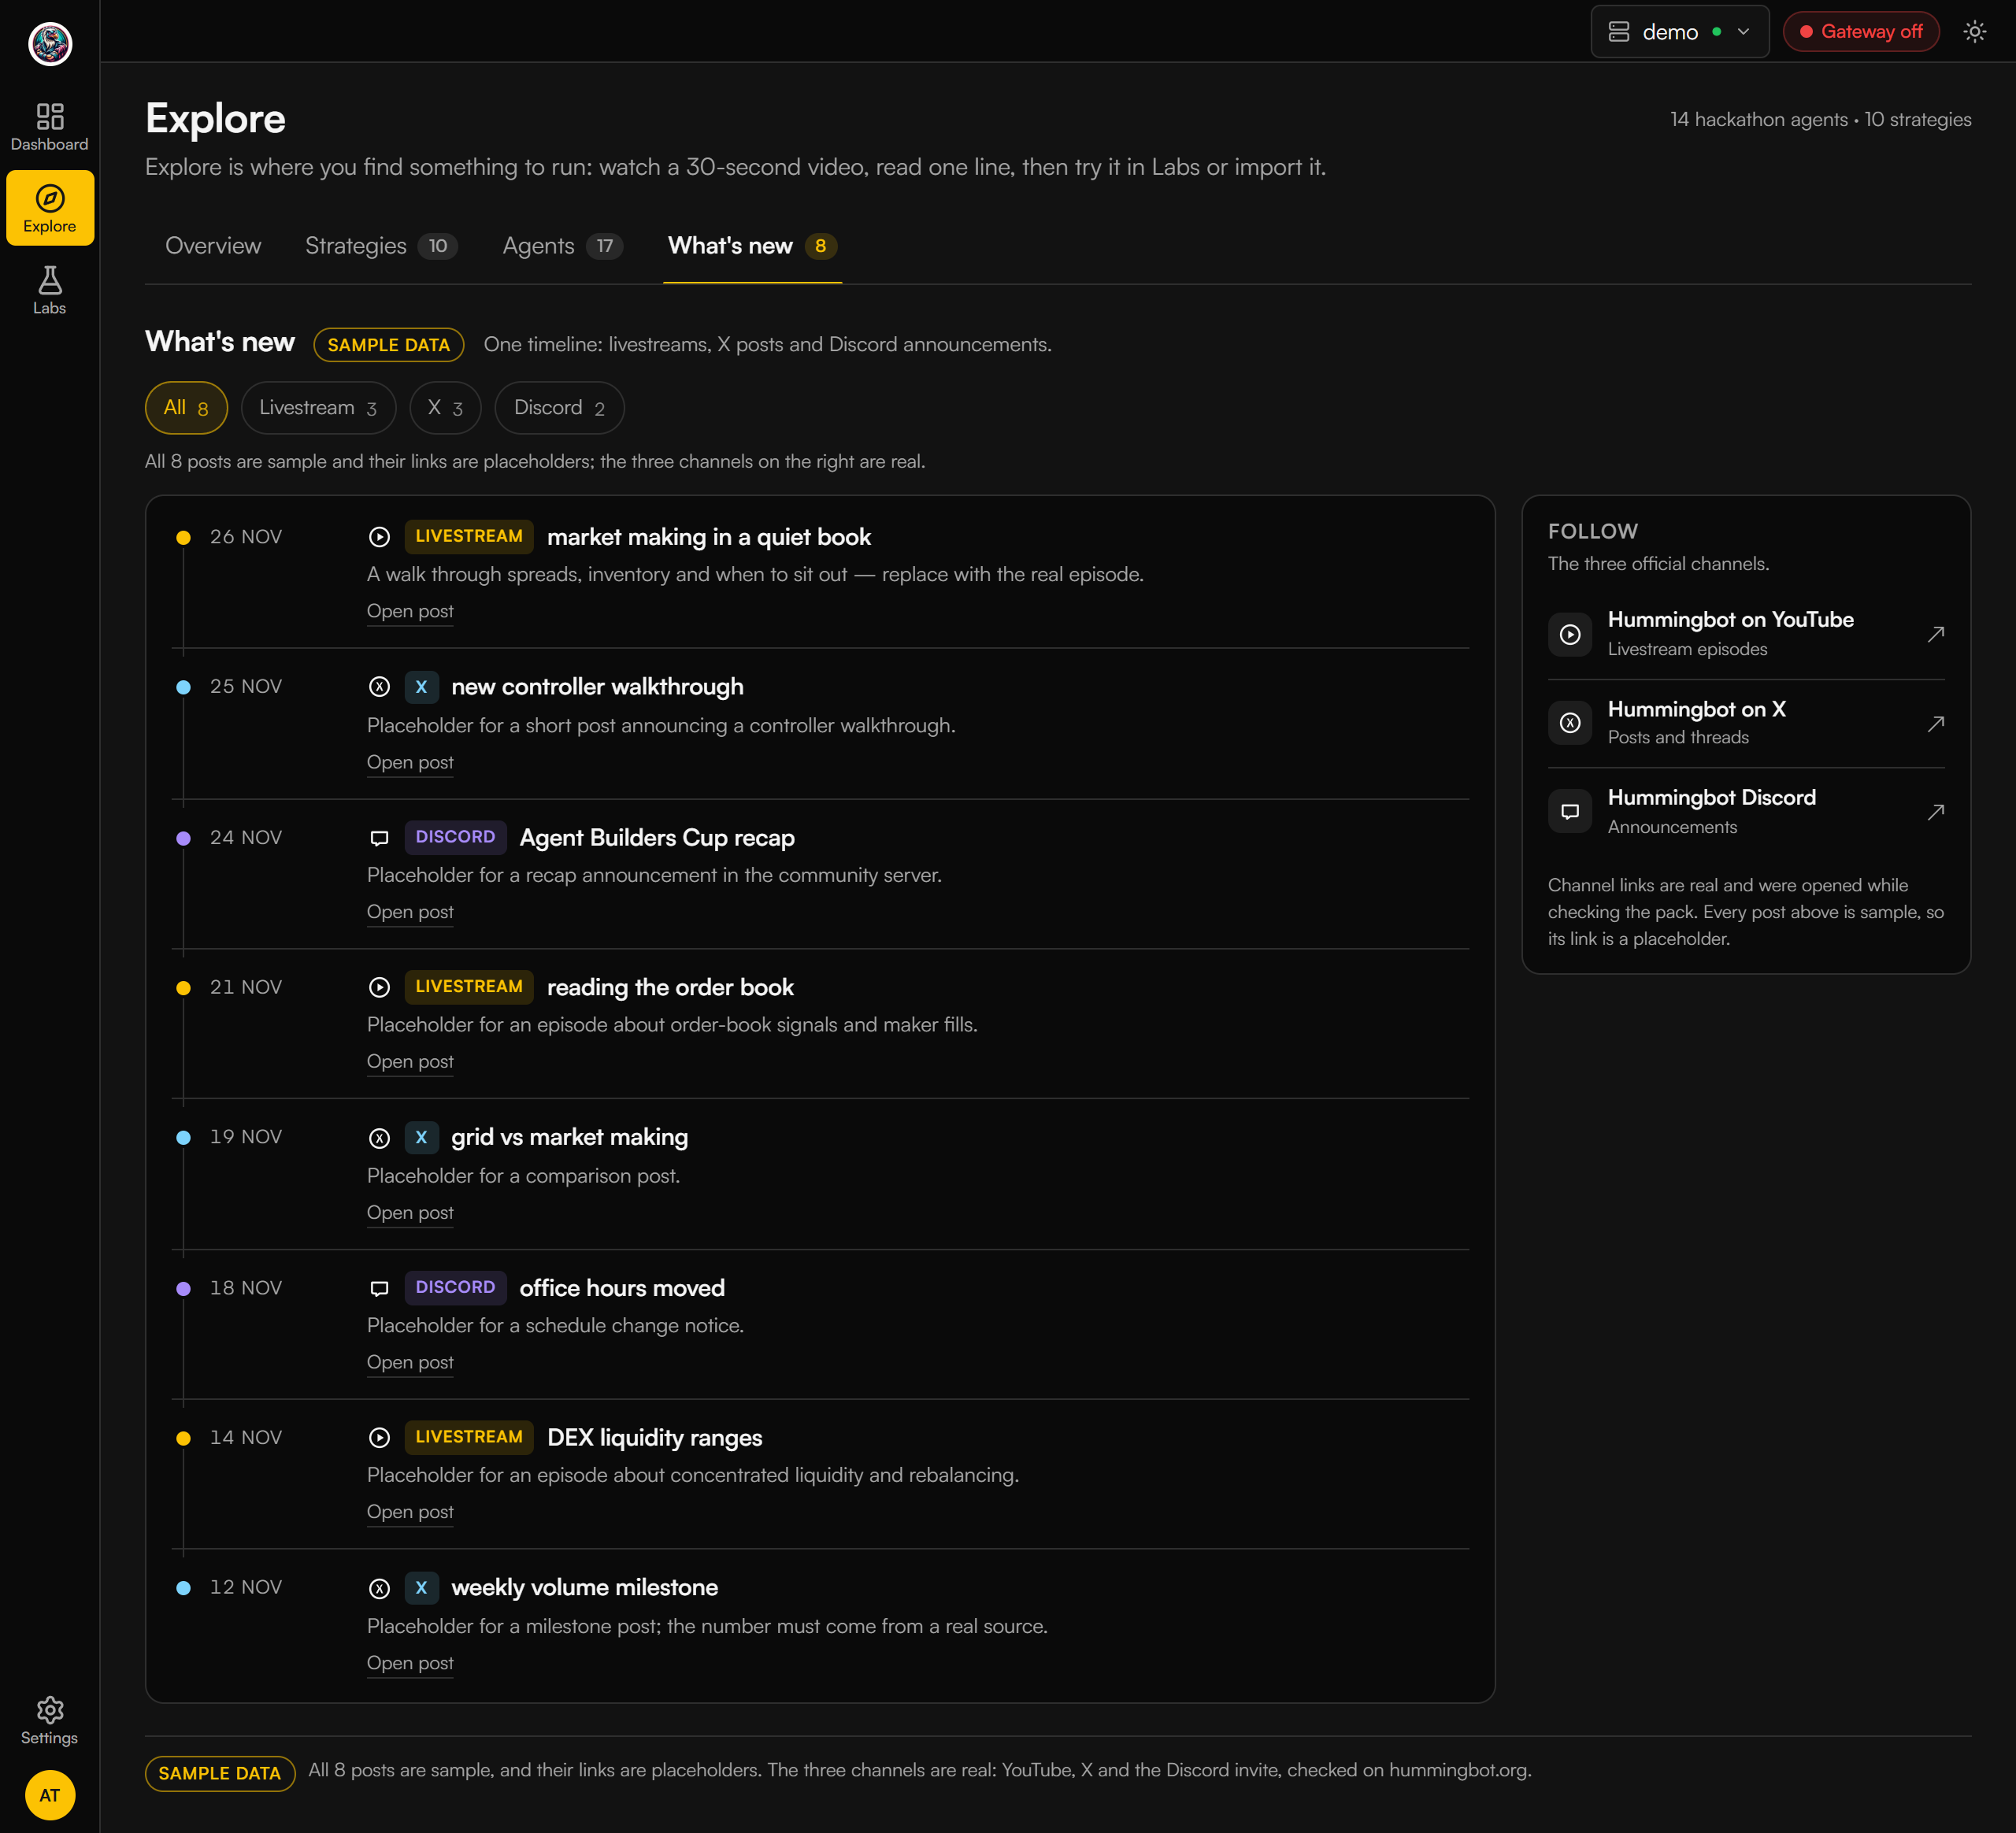 demo
Gateway off
Dashboard
Explore
Labs
Settings
AT
Explore
14 hackathon agents • 10 strategies
Explore is where you find something to run: watch a 30-second video, read one line, then try it in Labs or import it.
Overview
Strategies 10
Agents 17
What's new 8
What's new SAMPLE DATA One timeline: livestreams, X posts and Discord announcements.
All 8
Livestream 3
X 3
Discord 2
All 8 posts are sample and their links are placeholders; the three channels on the right are real.
26 NOV LIVESTREAM market making in a quiet book
A walk through spreads, inventory and when to sit out — replace with the real episode.
Open post
25 NOV X new controller walkthrough
Placeholder for a short post announcing a controller walkthrough.
Open post
24 NOV DISCORD Agent Builders Cup recap
Placeholder for a recap announcement in the community server.
Open post
21 NOV LIVESTREAM reading the order book
Placeholder for an episode about order-book signals and maker fills.
Open post
19 NOV X grid vs market making
Placeholder for a comparison post.
Open post
18 NOV DISCORD office hours moved
Placeholder for a schedule change notice.
Open post
14 NOV LIVESTREAM DEX liquidity ranges
Placeholder for an episode about concentrated liquidity and rebalancing.
Open post
12 NOV X weekly volume milestone
Placeholder for a milestone post; the number must come from a real source.
Open post
FOLLOW
The three official channels.
Hummingbot on YouTube
Livestream episodes
Hummingbot on X
Posts and threads
Hummingbot Discord
Announcements
Channel links are real and were opened while
checking the pack. Every post above is sample, so
its link is a placeholder.
SAMPLE DATA All 8 posts are sample, and their links are placeholders. The three channels are real: YouTube, X and the Discord invite, checked on hummingbot.org.